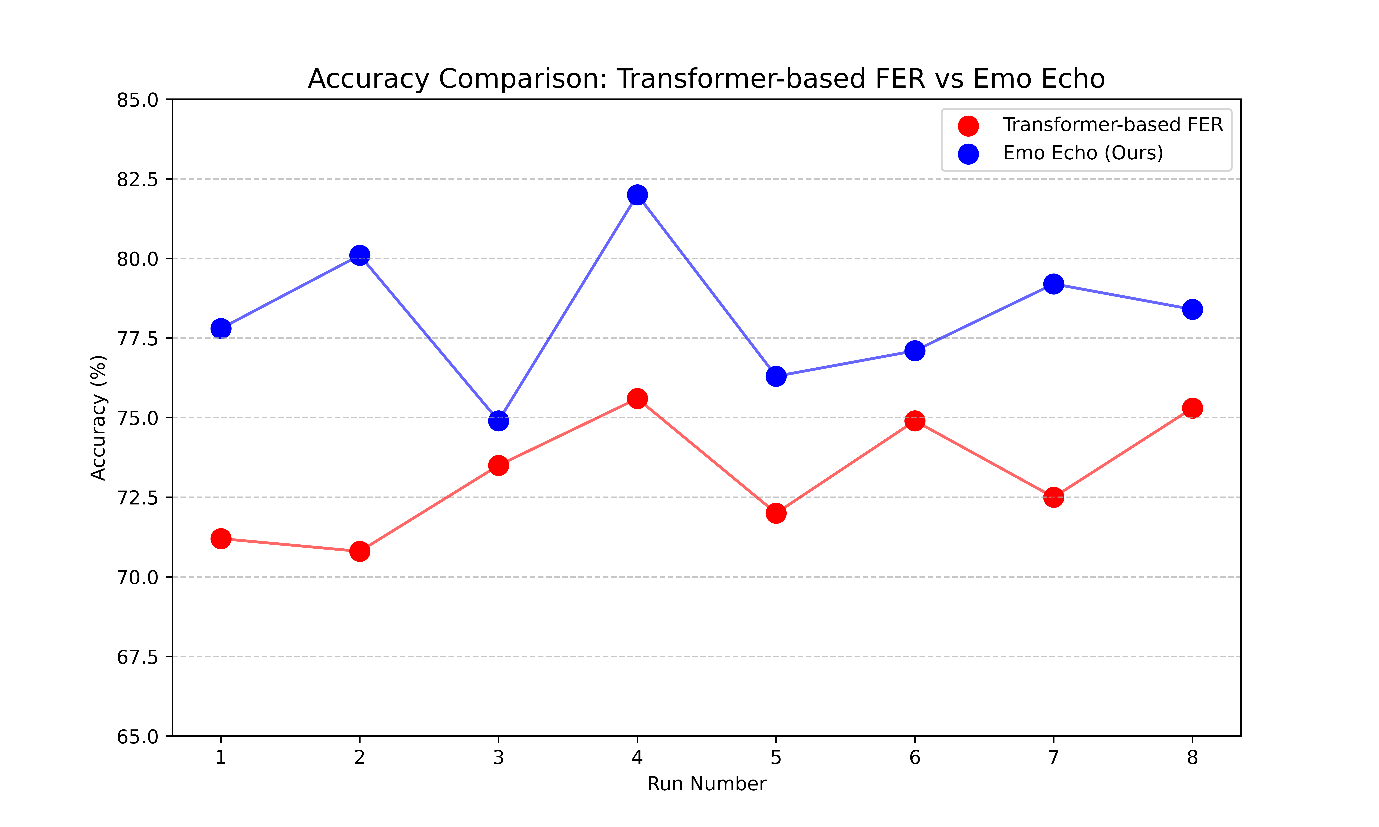 Accuracy Comparison: Transformer-based FER vs Emo Echo
Transformer-based FER
Emo Echo (Ours)
Accuracy (%)
85.0
82.5
80.0
77.5
75.0
72.5
70.0
67.5
65.0
1 2 3 4 5 6 7 8
Run Number